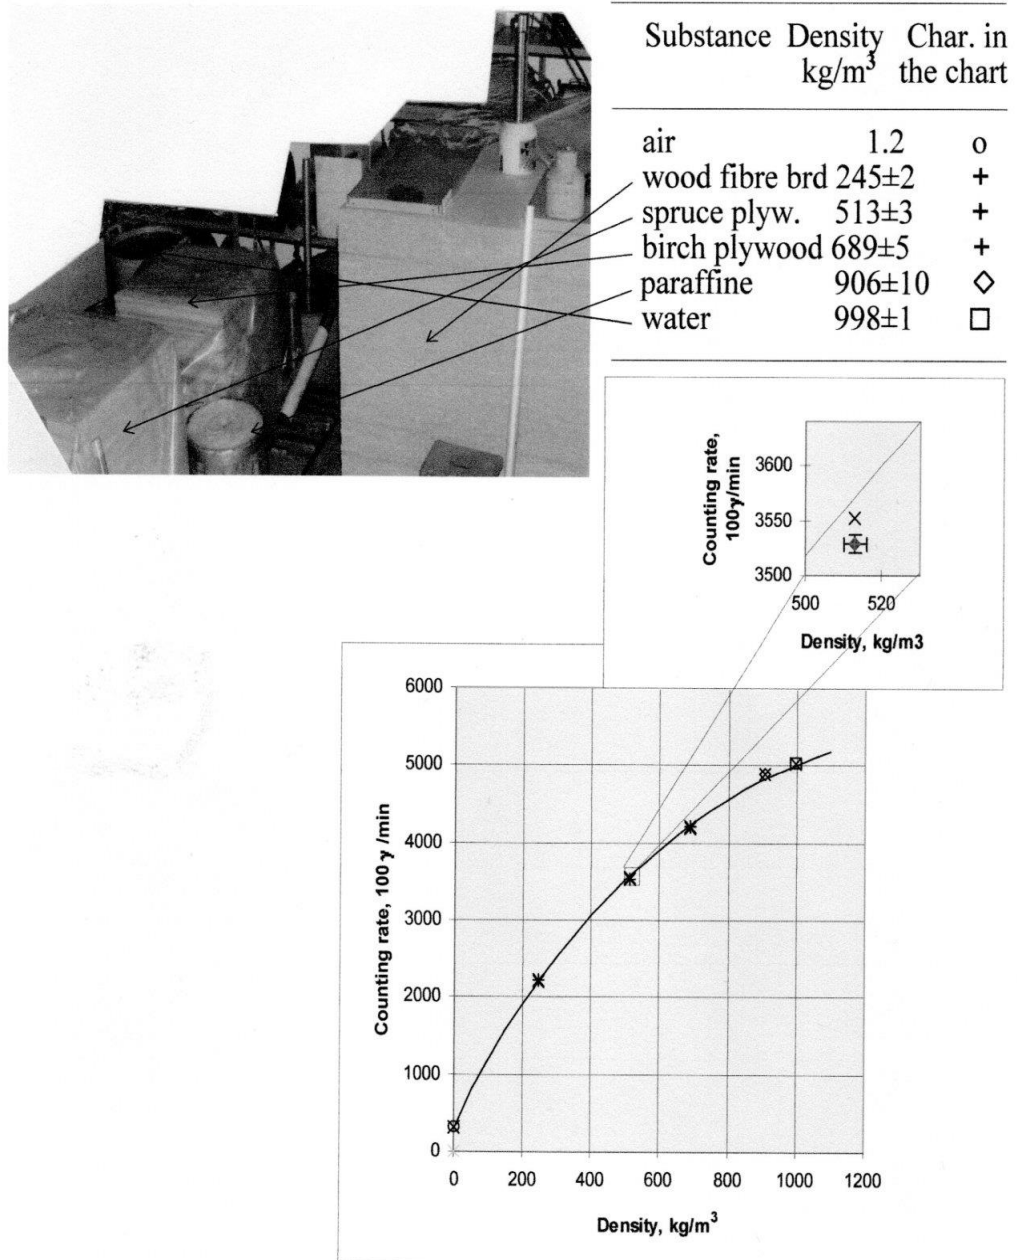 Substance Density Char. in
kg/m³ the chart
air 1.2 o
wood fibre brd 245±2 +
spruce plyw. 513±3 +
birch plywood 689±5 +
paraffine 906±10 ◇
water 998±1 □
Counting rate,
100γ/min
3600
3550
3500
500 520
Density, kg/m3
Counting rate, 100 γ /min
6000
5000
4000
3000
2000
1000
0
0 200 400 600 800 1000 1200
Density, kg/m³